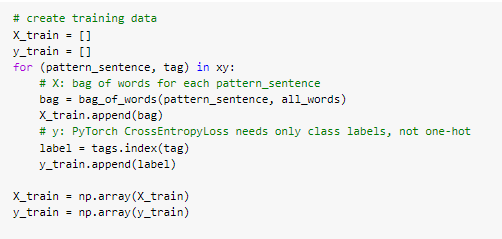 # create training data
X_train = []
y_train = []
for (pattern_sentence, tag) in xy:
    # X: bag of words for each pattern_sentence
    bag = bag_of_words(pattern_sentence, all_words)
    X_train.append(bag)
    # y: PyTorch CrossEntropyLoss needs only class labels, not one-hot
    label = tags.index(tag)
    y_train.append(label)

X_train = np.array(X_train)
y_train = np.array(y_train)